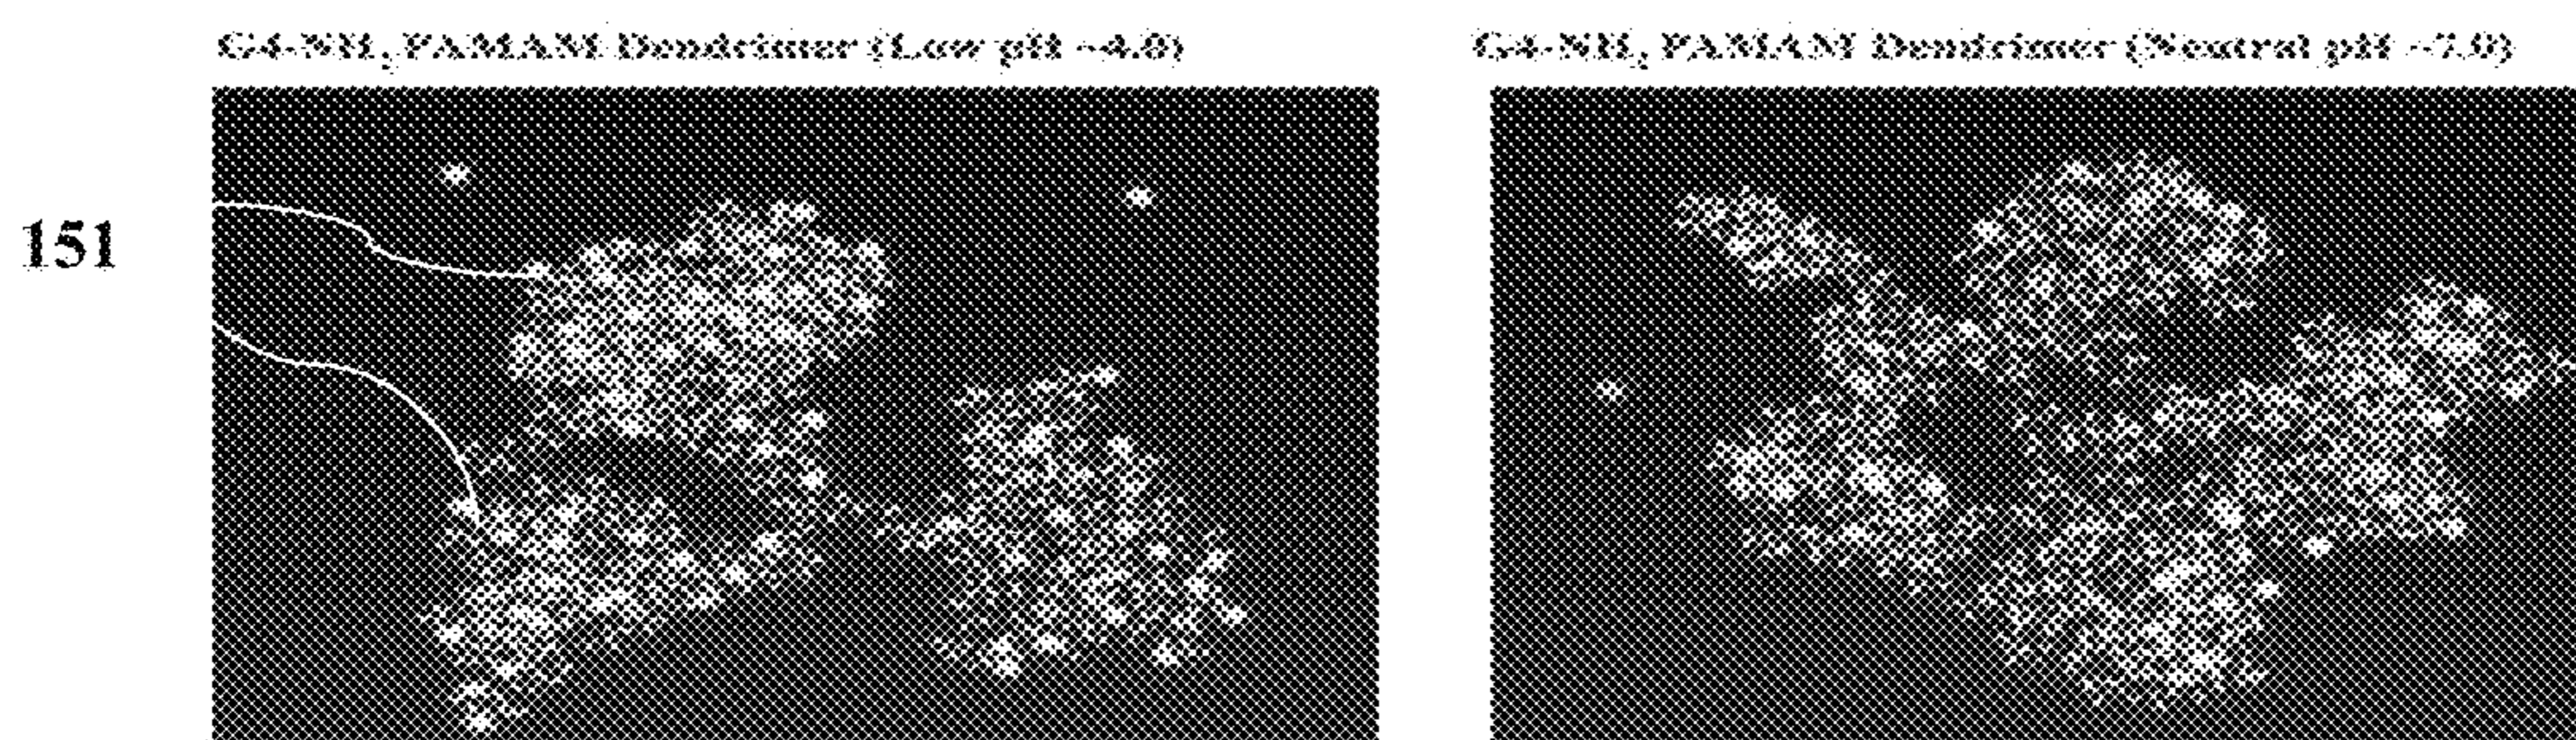 G4-NH₂ PAMAM Dendrimer (Low pH ~4.0)
G4-NH₂ PAMAM Dendrimer (Neutral pH ~7.0)
151